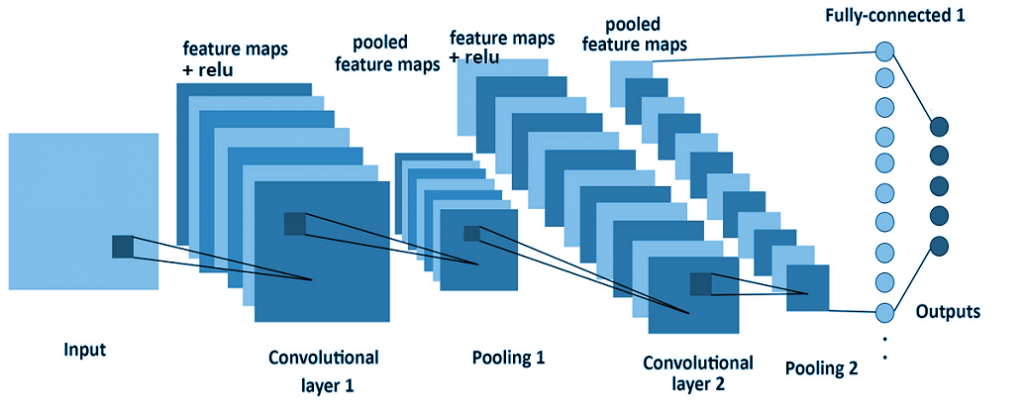 Fully-connected 1
feature maps
+ relu
pooled
feature maps
feature maps
+ relu
pooled
feature maps
Input
Convolutional
layer 1
Pooling 1
Convolutional
layer 2
Pooling 2
Outputs